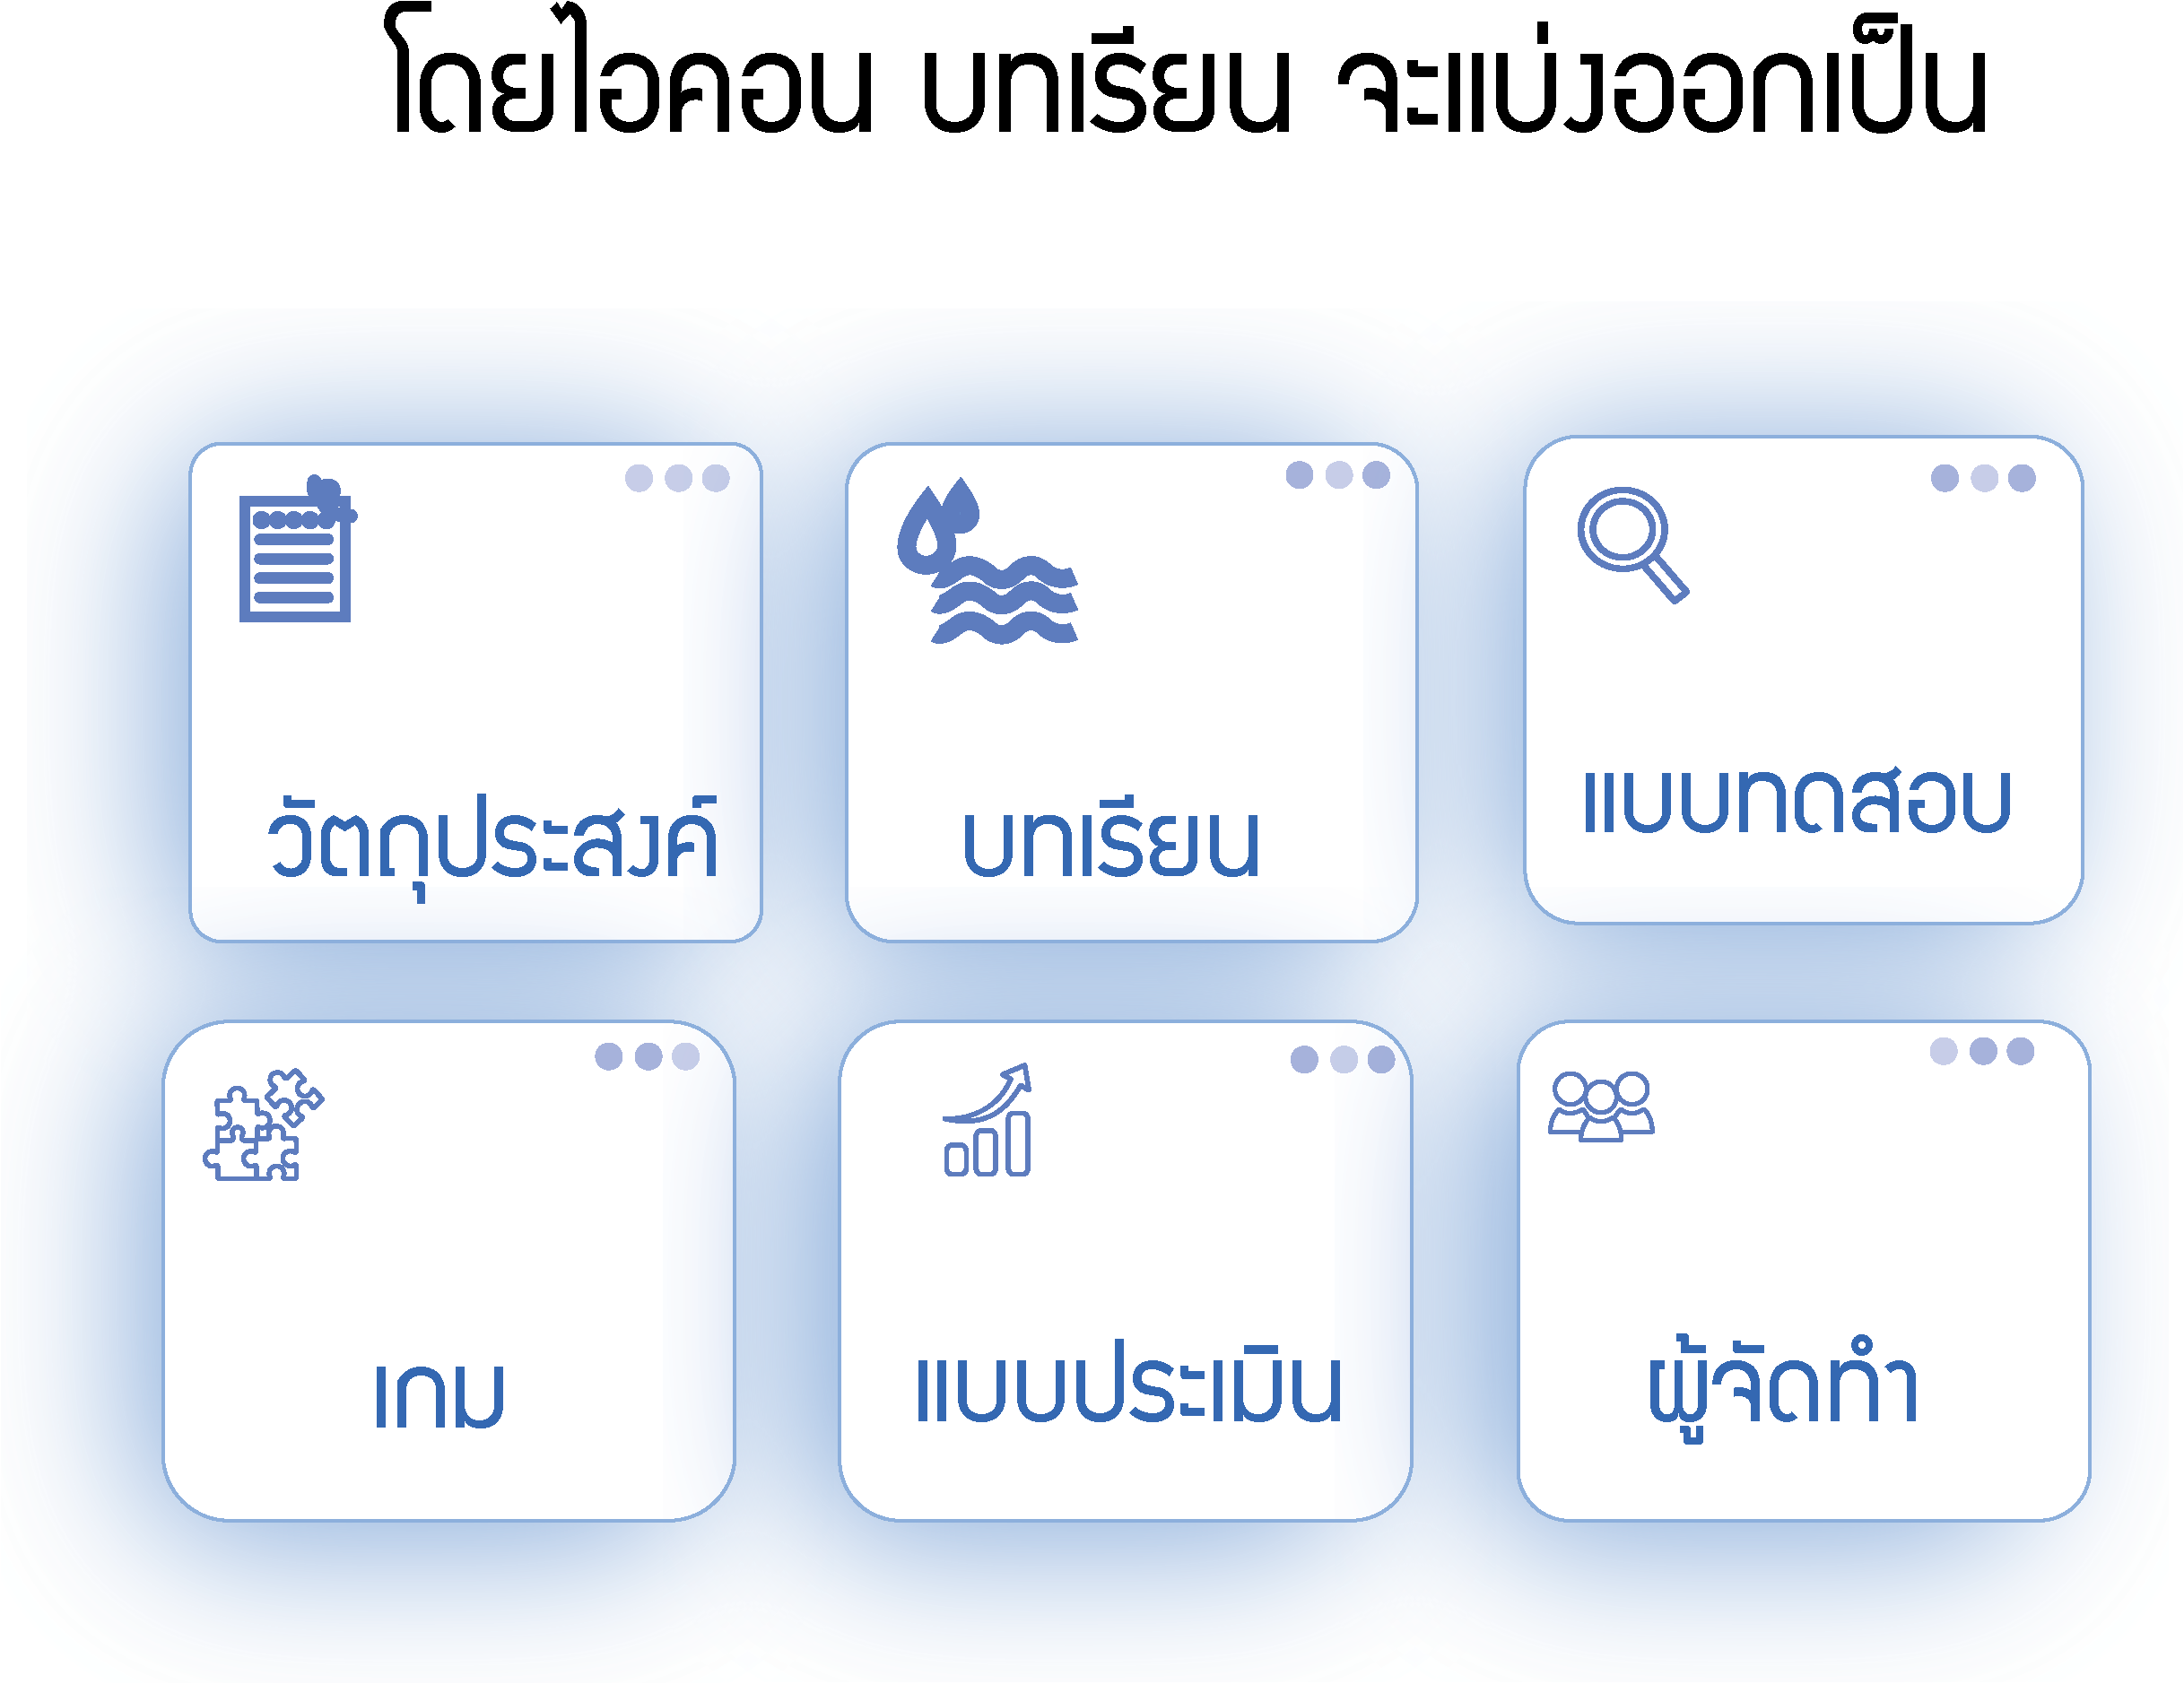 โดยไอคอน บทเรียน จะแบ่งออกเป็น
วัตถุประสงค์
บทเรียน
แบบทดสอบ
เกม
แบบประเมิน
ผู้จัดทำ